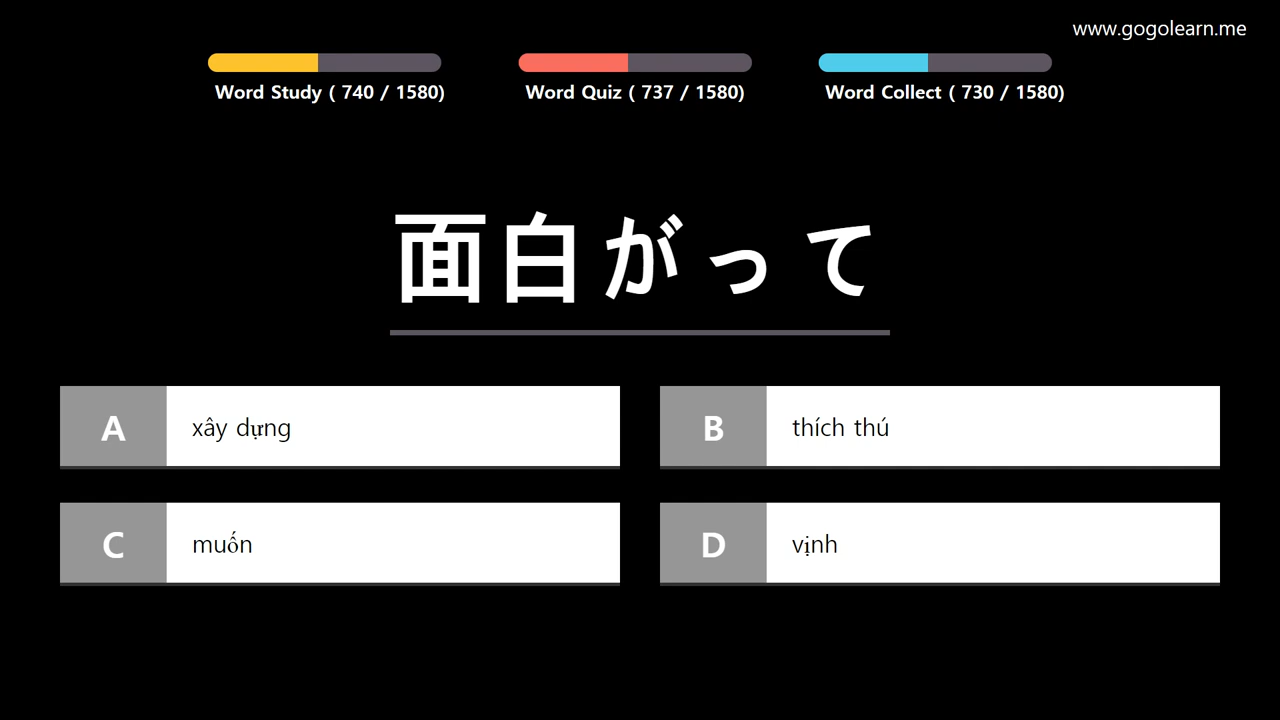 www.gogolearn.me
Word Study ( 740 / 1580)
Word Quiz ( 737 / 1580)
Word Collect ( 730 / 1580)
面白がって
A xây dựng
B thích thú
C muốn
D vịnh